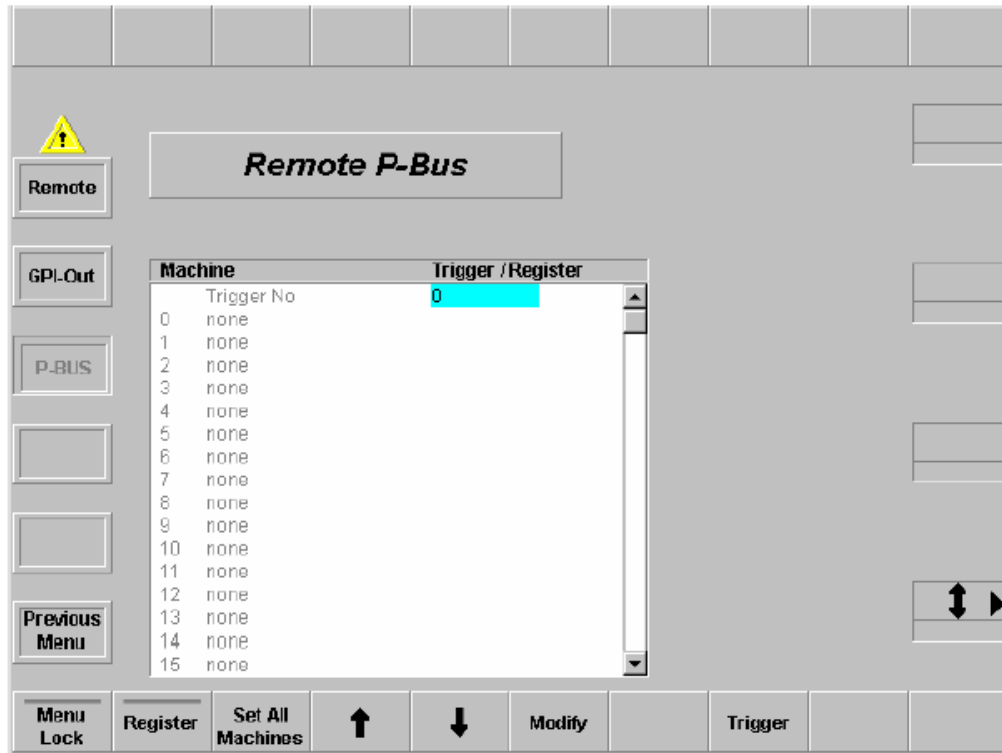 Remote P-Bus
Remote
GPI-Out
P-BUS
Previous
Menu
Machine Trigger / Register
Trigger No 0
0 none
1 none
2 none
3 none
4 none
5 none
6 none
7 none
8 none
9 none
10 none
11 none
12 none
13 none
14 none
15 none
Menu
Lock
Register
Set All
Machines
Modify
Trigger